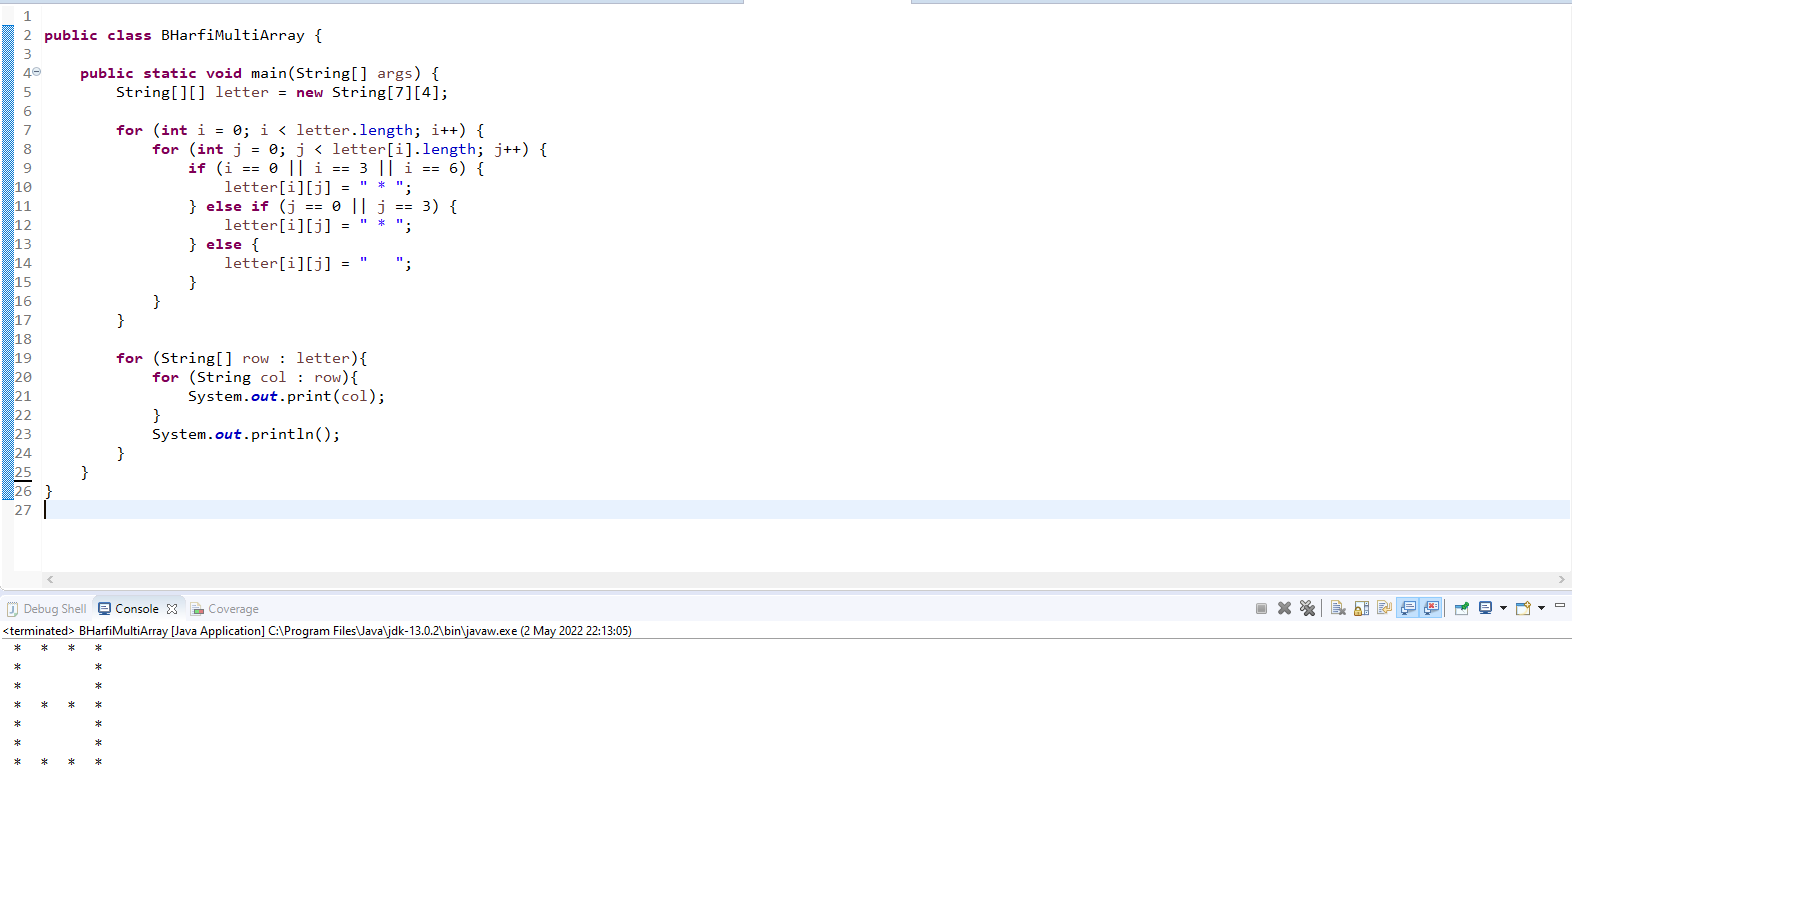 1
2 public class BHarfiMultiArray {
3
4     public static void main(String[] args) {
5         String[][] letter = new String[7][4];
6
7         for (int i = 0; i < letter.length; i++) {
8             for (int j = 0; j < letter[i].length; j++) {
9                 if (i == 0 || i == 3 || i == 6) {
10                     letter[i][j] = " * ";
11                 } else if (j == 0 || j == 3) {
12                     letter[i][j] = " * ";
13                 } else {
14                     letter[i][j] = "   ";
15                 }
16             }
17         }
18
19         for (String[] row : letter){
20             for (String col : row){
21                 System.out.print(col);
22             }
23             System.out.println();
24         }
25     }
26 }
27
Debug Shell Console Coverage
<terminated> BHarfiMultiArray [Java Application] C:\Program Files\Java\jdk-13.0.2\bin\javaw.exe (2 May 2022 22:13:05)
 *  *  *  * 
 *        * 
 *        * 
 *  *  *  * 
 *        * 
 *        * 
 *  *  *  *